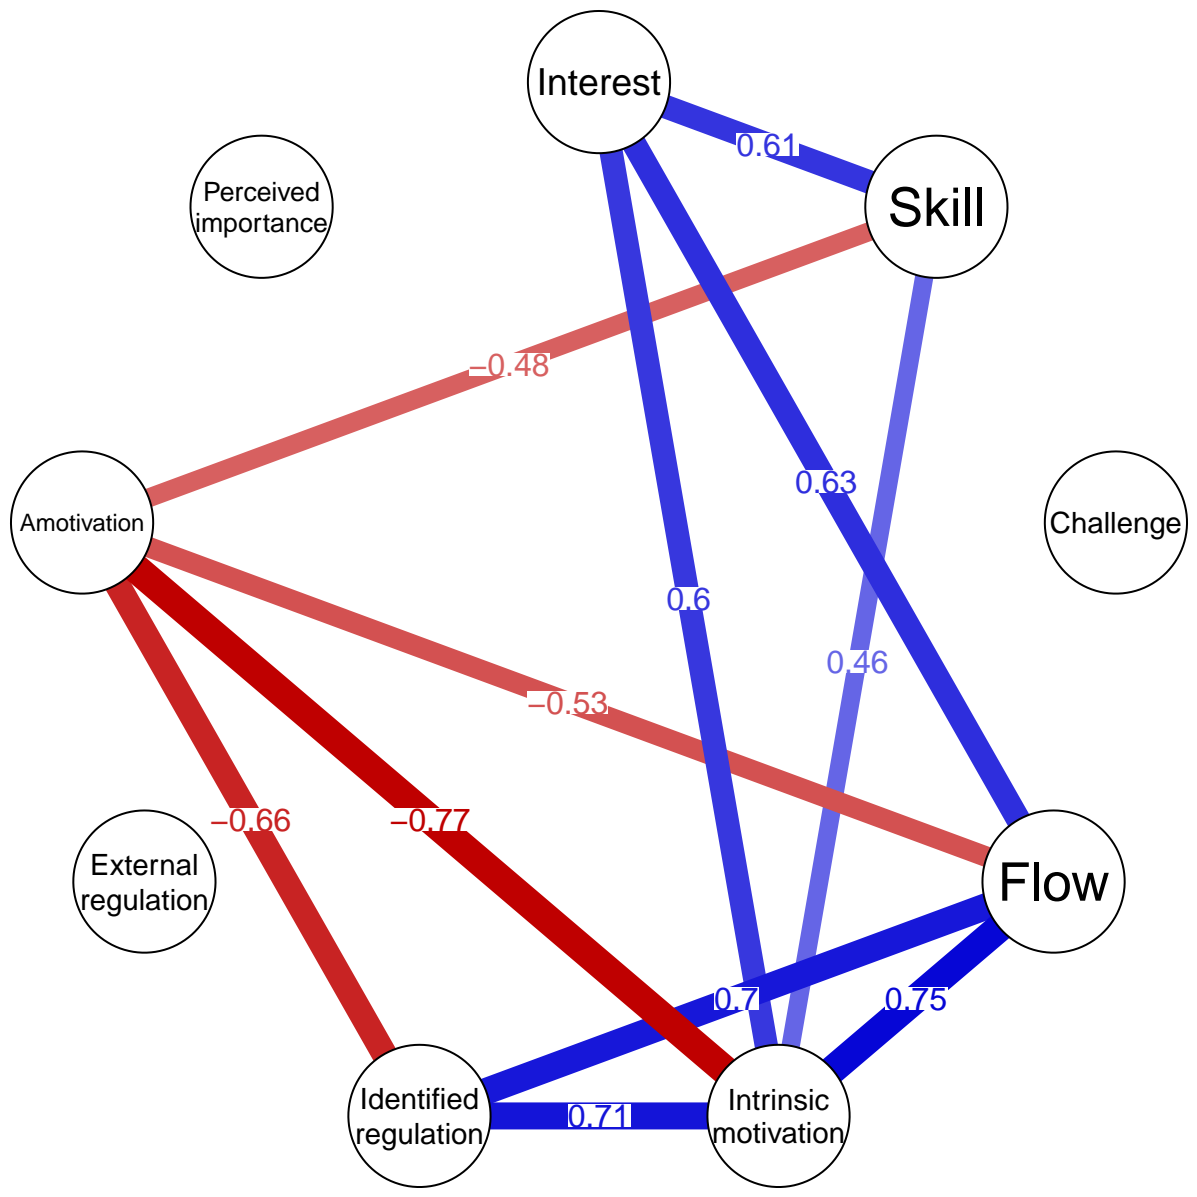 Interest
0.61
Perceived
importance
Skill
−0.48
0.63
Amotivation
Challenge
0.6
0.46
−0.53
−0.66
−0.77
External
regulation
Flow
0.7
0.75
Identified
regulation
0.71
Intrinsic
motivation